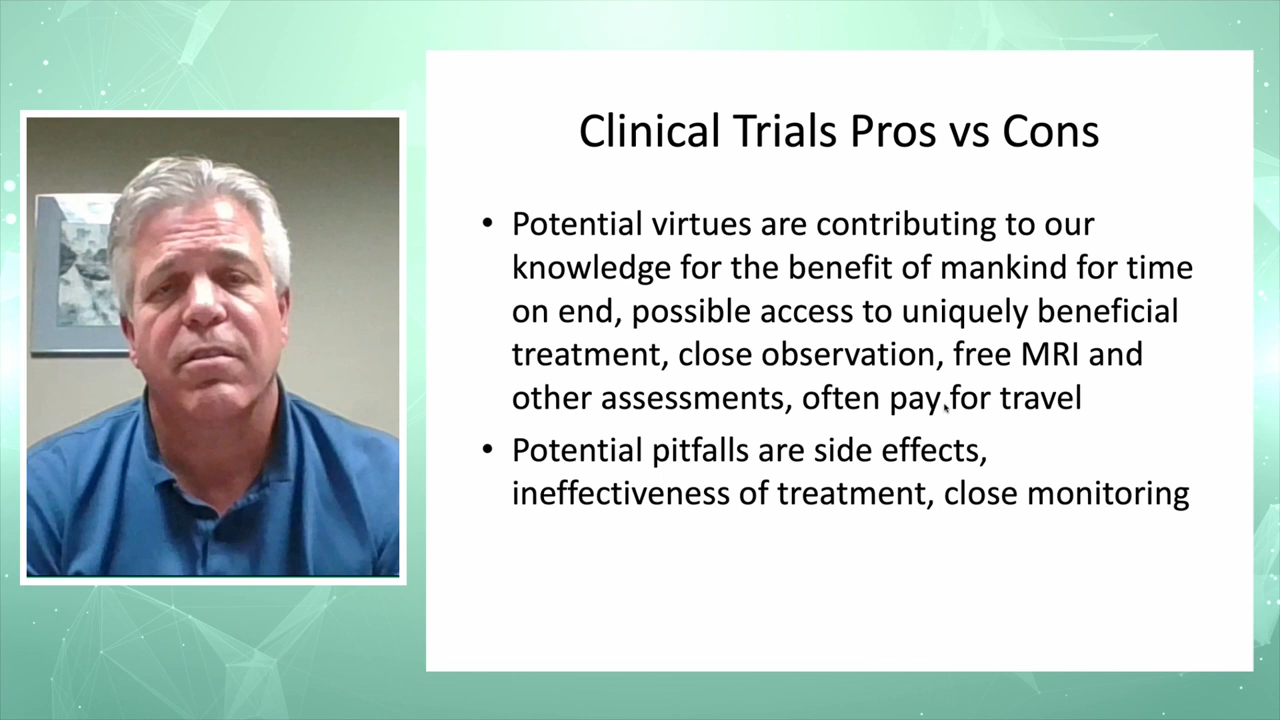 Clinical Trials Pros vs Cons
• Potential virtues are contributing to our
knowledge for the benefit of mankind for time
on end, possible access to uniquely beneficial
treatment, close observation, free MRI and
other assessments, often pay for travel
• Potential pitfalls are side effects,
ineffectiveness of treatment, close monitoring